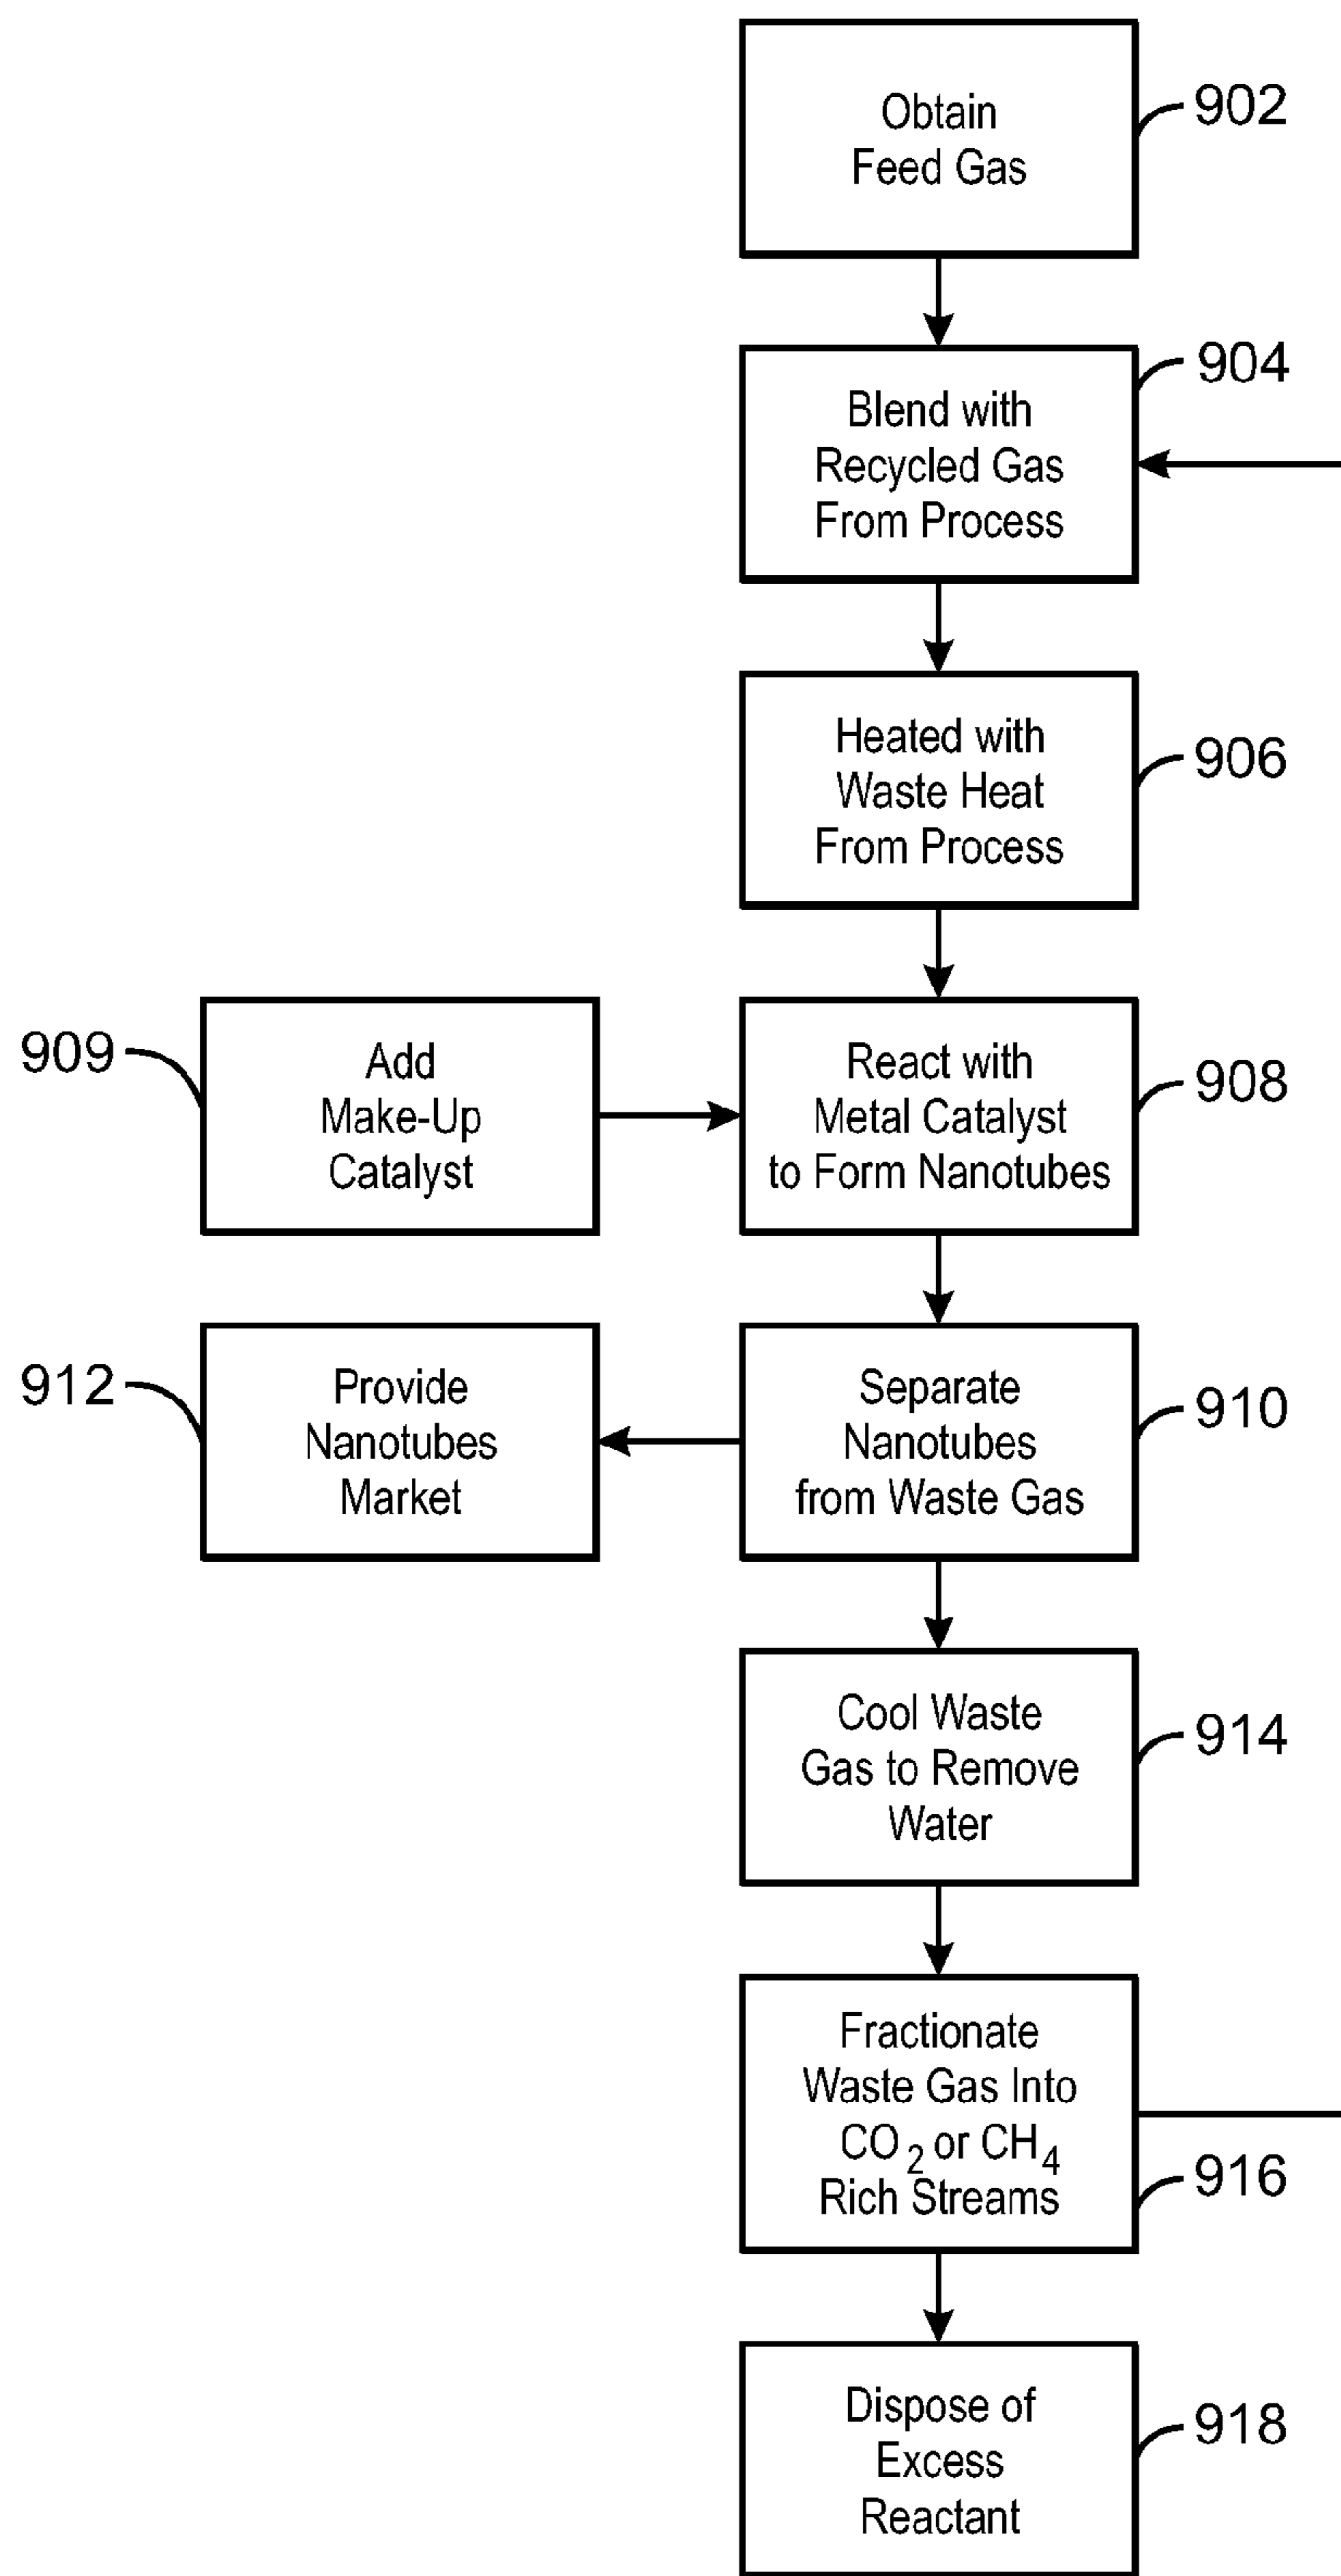 Obtain
Feed Gas
902
Blend with
Recycled Gas
From Process
904
Heated with
Waste Heat
From Process
906
909
Add
Make-Up
Catalyst
React with
Metal Catalyst
to Form Nanotubes
908
912
Provide
Nanotubes
Market
Separate
Nanotubes
from Waste Gas
910
Cool Waste
Gas to Remove
Water
914
Fractionate
Waste Gas Into
CO2 or CH4
Rich Streams
916
Dispose of
Excess
Reactant
918